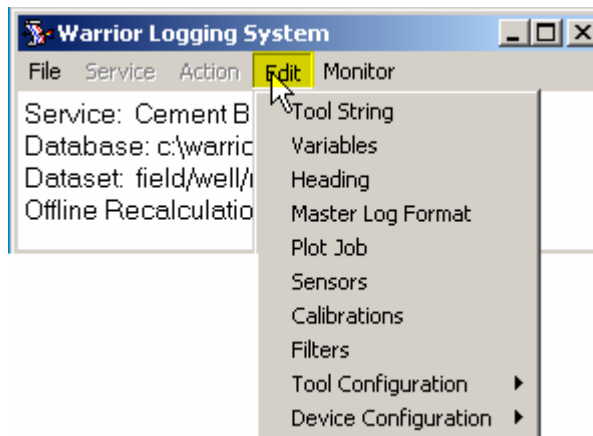 Warrior Logging System
File Service Action Edit Monitor
Service: Cement B
Database: c:\warric
Dataset: field/well/
Offline Recalculatio
Tool String
Variables
Heading
Master Log Format
Plot Job
Sensors
Calibrations
Filters
Tool Configuration
Device Configuration